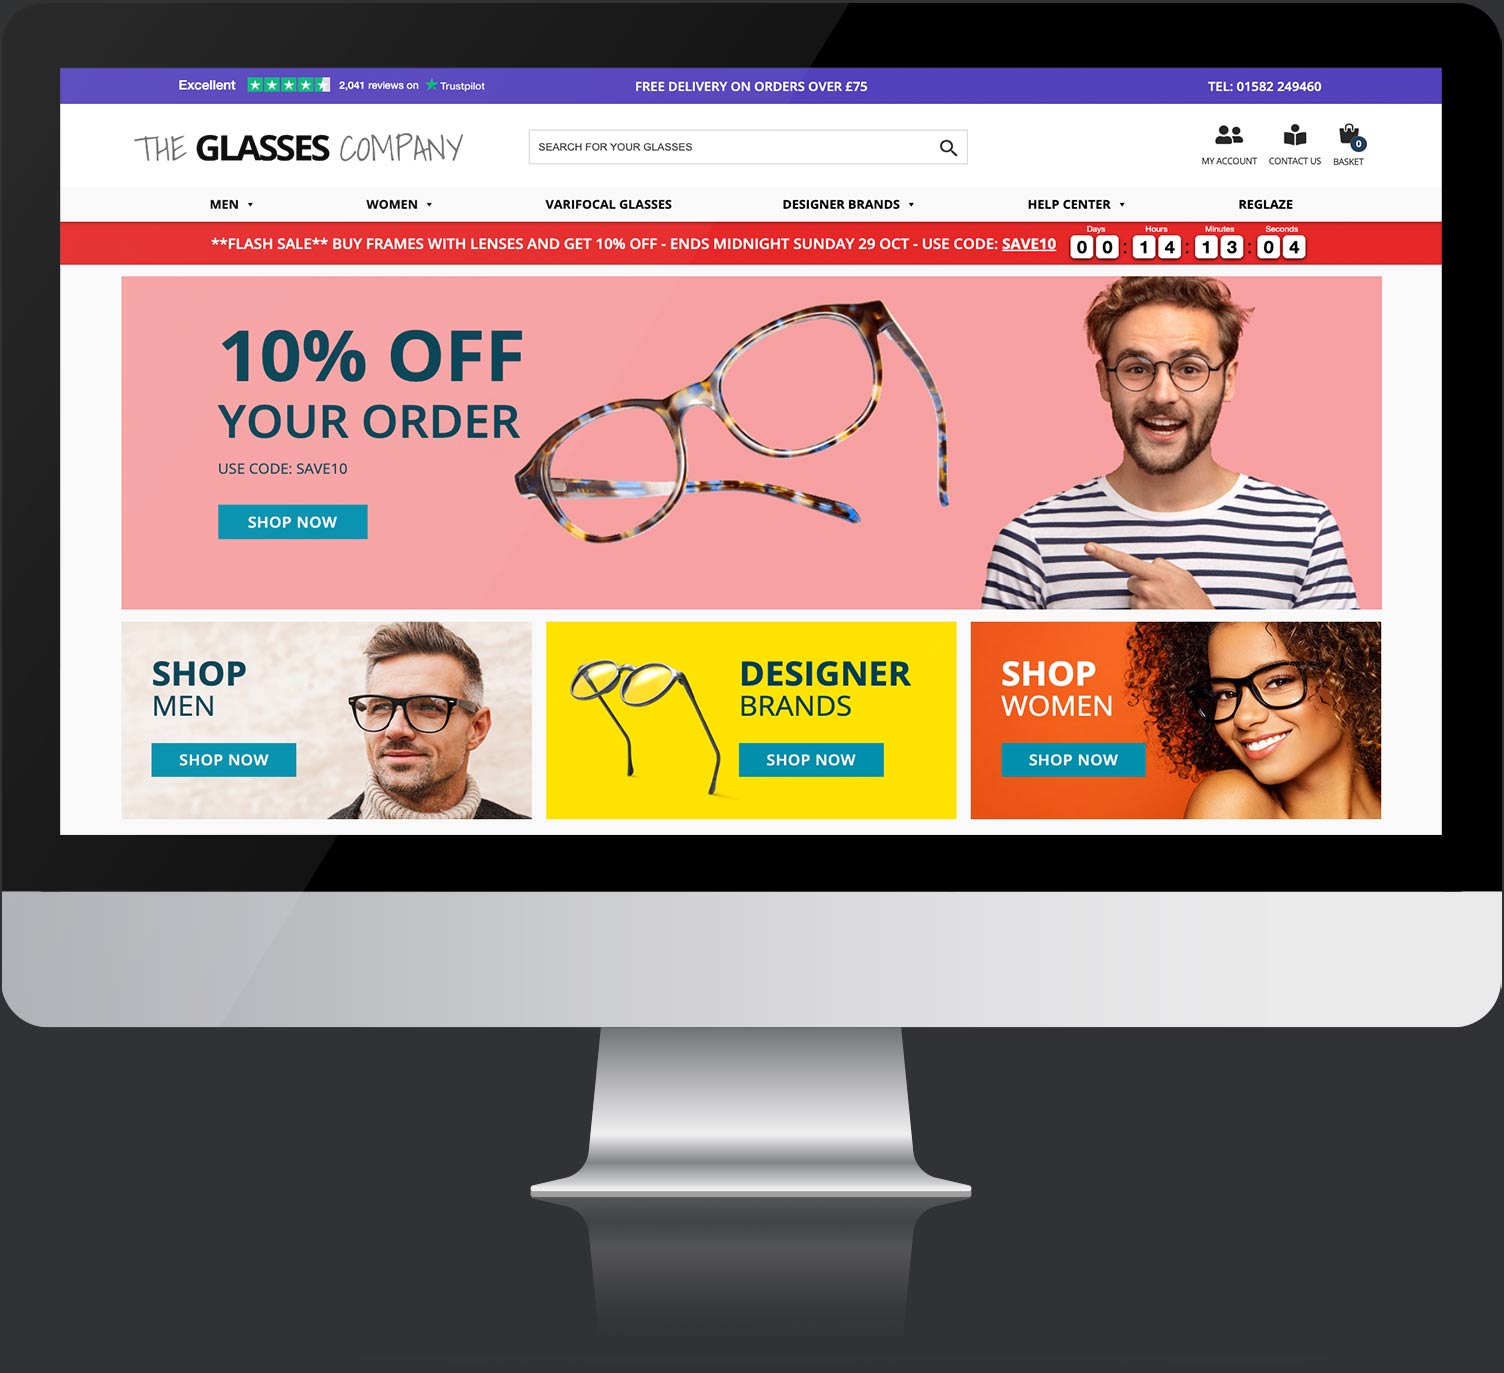 Excellent 2,041 reviews on Trustpilot
FREE DELIVERY ON ORDERS OVER £75
TEL: 01582 249460
THE GLASSES COMPANY
SEARCH FOR YOUR GLASSES
MY ACCOUNT
CONTACT US
0
BASKET
MEN WOMEN VARIFOCAL GLASSES DESIGNER BRANDS HELP CENTER REGLAZE
**FLASH SALE** BUY FRAMES WITH LENSES AND GET 10% OFF - ENDS MIDNIGHT SUNDAY 29 OCT - USE CODE: SAVE10
Days Hours Minutes Seconds
00 : 14 : 13 : 04
10% OFF
YOUR ORDER
USE CODE: SAVE10
SHOP NOW
SHOP
MEN
SHOP NOW
DESIGNER
BRANDS
SHOP NOW
SHOP
WOMEN
SHOP NOW